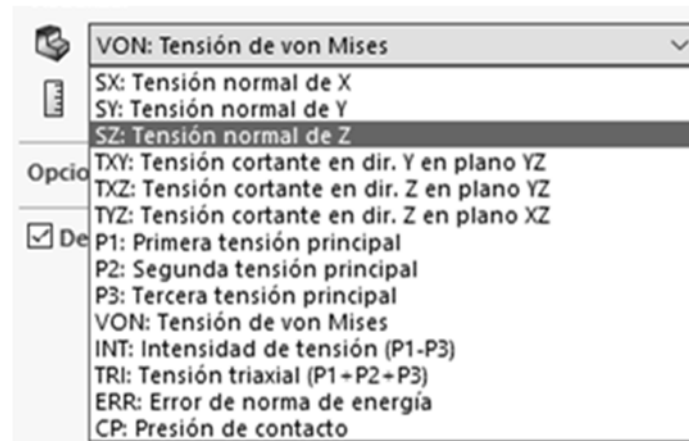 VON: Tensión de von Mises
SX: Tensión normal de X
SY: Tensión normal de Y
SZ: Tensión normal de Z
Opcio
TXY: Tensión cortante en dir. Y en plano YZ
TXZ: Tensión cortante en dir. Z en plano YZ
TYZ: Tensión cortante en dir. Z en plano XZ
De
P1: Primera tensión principal
P2: Segunda tensión principal
P3: Tercera tensión principal
VON: Tensión de von Mises
INT: Intensidad de tensión (P1-P3)
TRI: Tensión triaxial (P1+P2+P3)
ERR: Error de norma de energía
CP: Presión de contacto